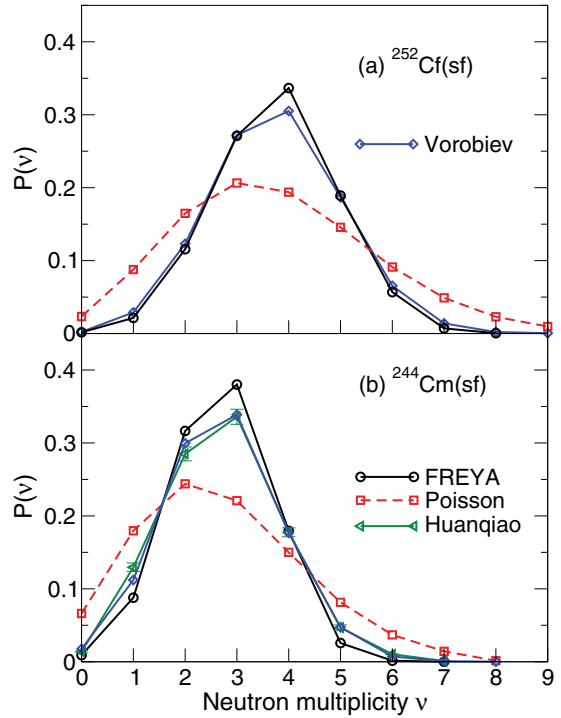 0.4
(a) ²⁵²Cf(sf)
0.3
Vorobiev
P(ν)
0.2
0.1
0
(b) ²⁴⁴Cm(sf)
0.4
0.3
FREYA
P(ν)
Poisson
0.2
Huanqiao
0.1
0
0 1 2 3 4 5 6 7 8 9
Neutron multiplicity ν